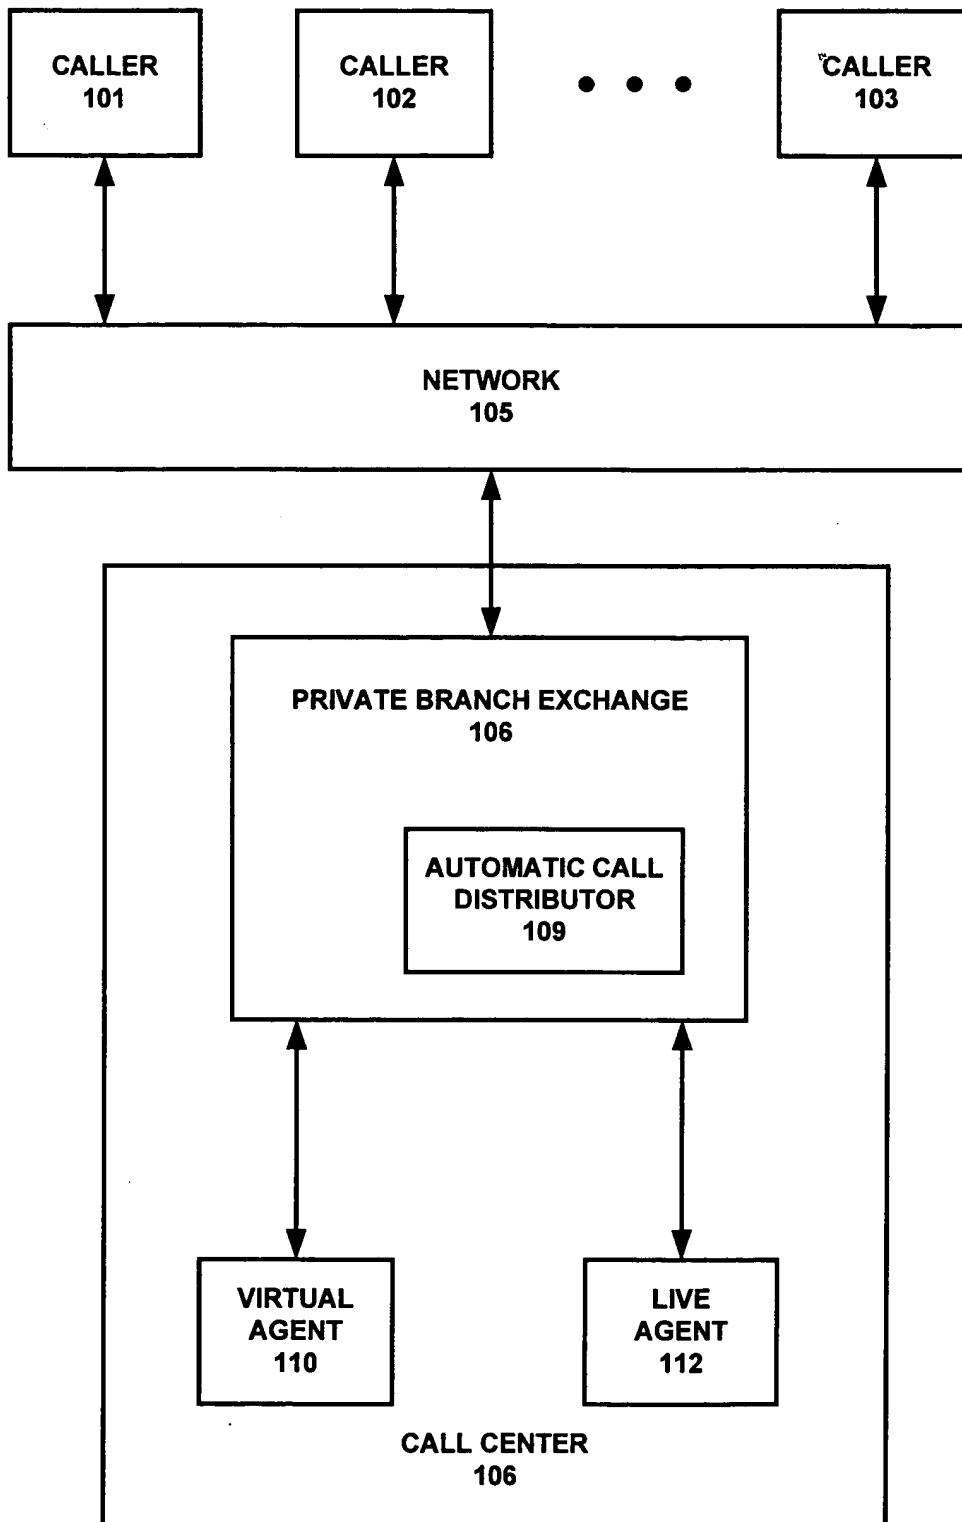 CALLER
101
CALLER
102
CALLER
103
NETWORK
105
PRIVATE BRANCH EXCHANGE
106
AUTOMATIC CALL
DISTRIBUTOR
109
VIRTUAL
AGENT
110
LIVE
AGENT
112
CALL CENTER
106